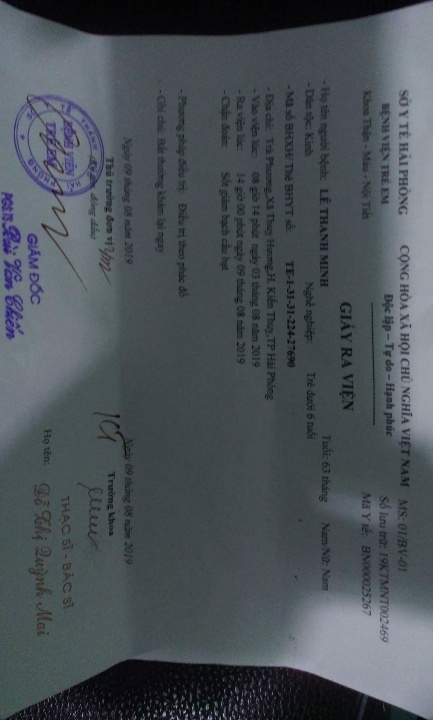 SỞ Y TẾ HẢI PHÒNG
BỆNH VIỆN TRẺ EM
Khoa Thận - Máu - Nội Tiết
CỘNG HÒA XÃ HỘI CHỦ NGHĨA VIỆT NAM
Độc lập – Tự do – Hạnh phúc
MS: 01/BV-01
Số lưu trữ: 19KTMNT002469
Mã Y tế: BN000025267
GIẤY RA VIỆN
- Họ tên người bệnh: LÊ THANH MINH Tuổi: 63 tháng Nam/Nữ: Nam
- Dân tộc: Kinh Nghề nghiệp: Trẻ dưới 6 tuổi
- Mã số BHXH/ Thẻ BHYT số: TE-1-31-31-224-27690
- Địa chỉ: Trà Phương,Xã Thụy Hương,H. Kiến Thụy,TP Hải Phòng
- Vào viện lúc: 08 giờ 14 phút ngày 03 tháng 08 năm 2019
- Ra viện lúc: 14 giờ 00 phút ngày 09 tháng 08 năm 2019
- Chẩn đoán: Sốt giảm bạch cầu hạt
- Phương pháp điều trị: Điều trị theo phác đồ
- Ghi chú: Bất thường khám lại ngay
Ngày 09 tháng 08 năm 2019
Thủ trưởng đơn vị
(Ký tên, đóng dấu)
BỆNH VIỆN
TRẺ EM
GIÁM ĐỐC
PGS.TS Bùi Văn Chiến
Ngày 09 tháng 08 năm 2019
Trưởng khoa
THẠC SĨ - BÁC SĨ
Họ tên: Đỗ Thị Quỳnh Mai